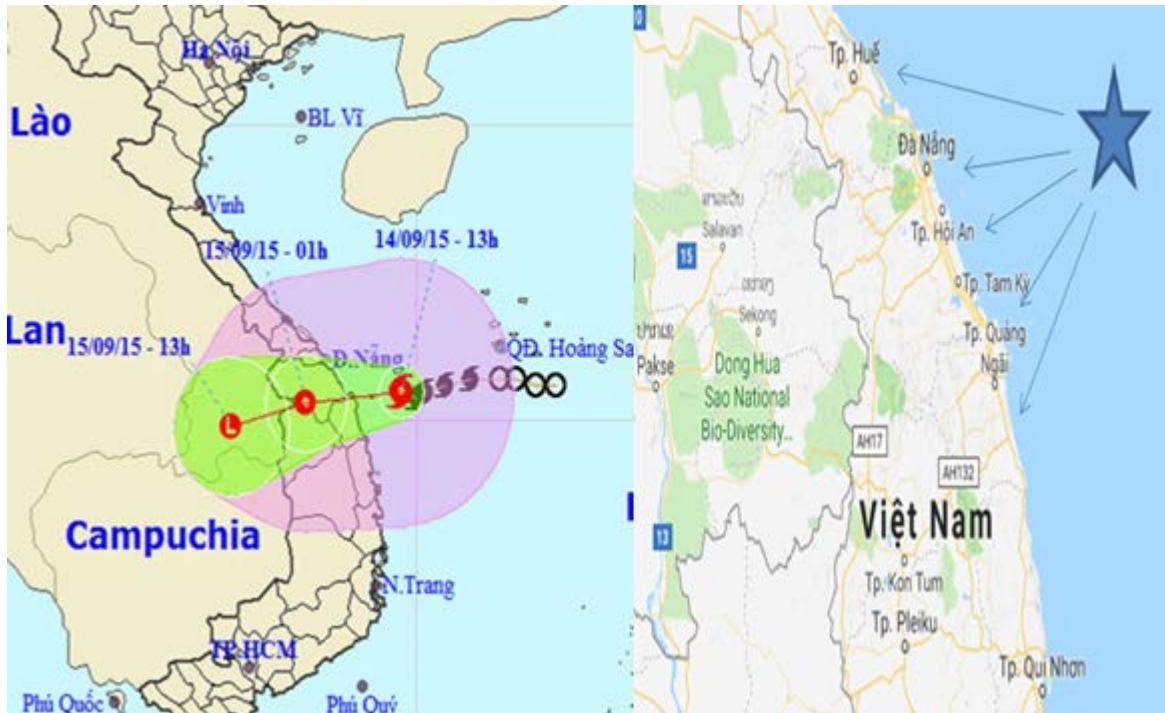 Hà Nội
Lào
BL Vĩ
Vinh
15/09/15 - 01h
14/09/15 - 13h
Lan
15/09/15 - 13h
Đ.Nẵng
QĐ. Hoàng Sa
L
Campuchia
N.Trang
TP.HCM
Phú Quốc
Phú Quý
Tp. Huế
Đà Nẵng
Salavan
15
Tp. Hội An
Tp. Tam Kỳ
Sekong
Tp. Quảng
Ngãi
Pakse
Dong Hua
Sao National
Bio-Diversity...
AH17
AH132
13
Việt Nam
Tp. Kon Tum
Tp. Pleiku
Tp. Qui Nhơn